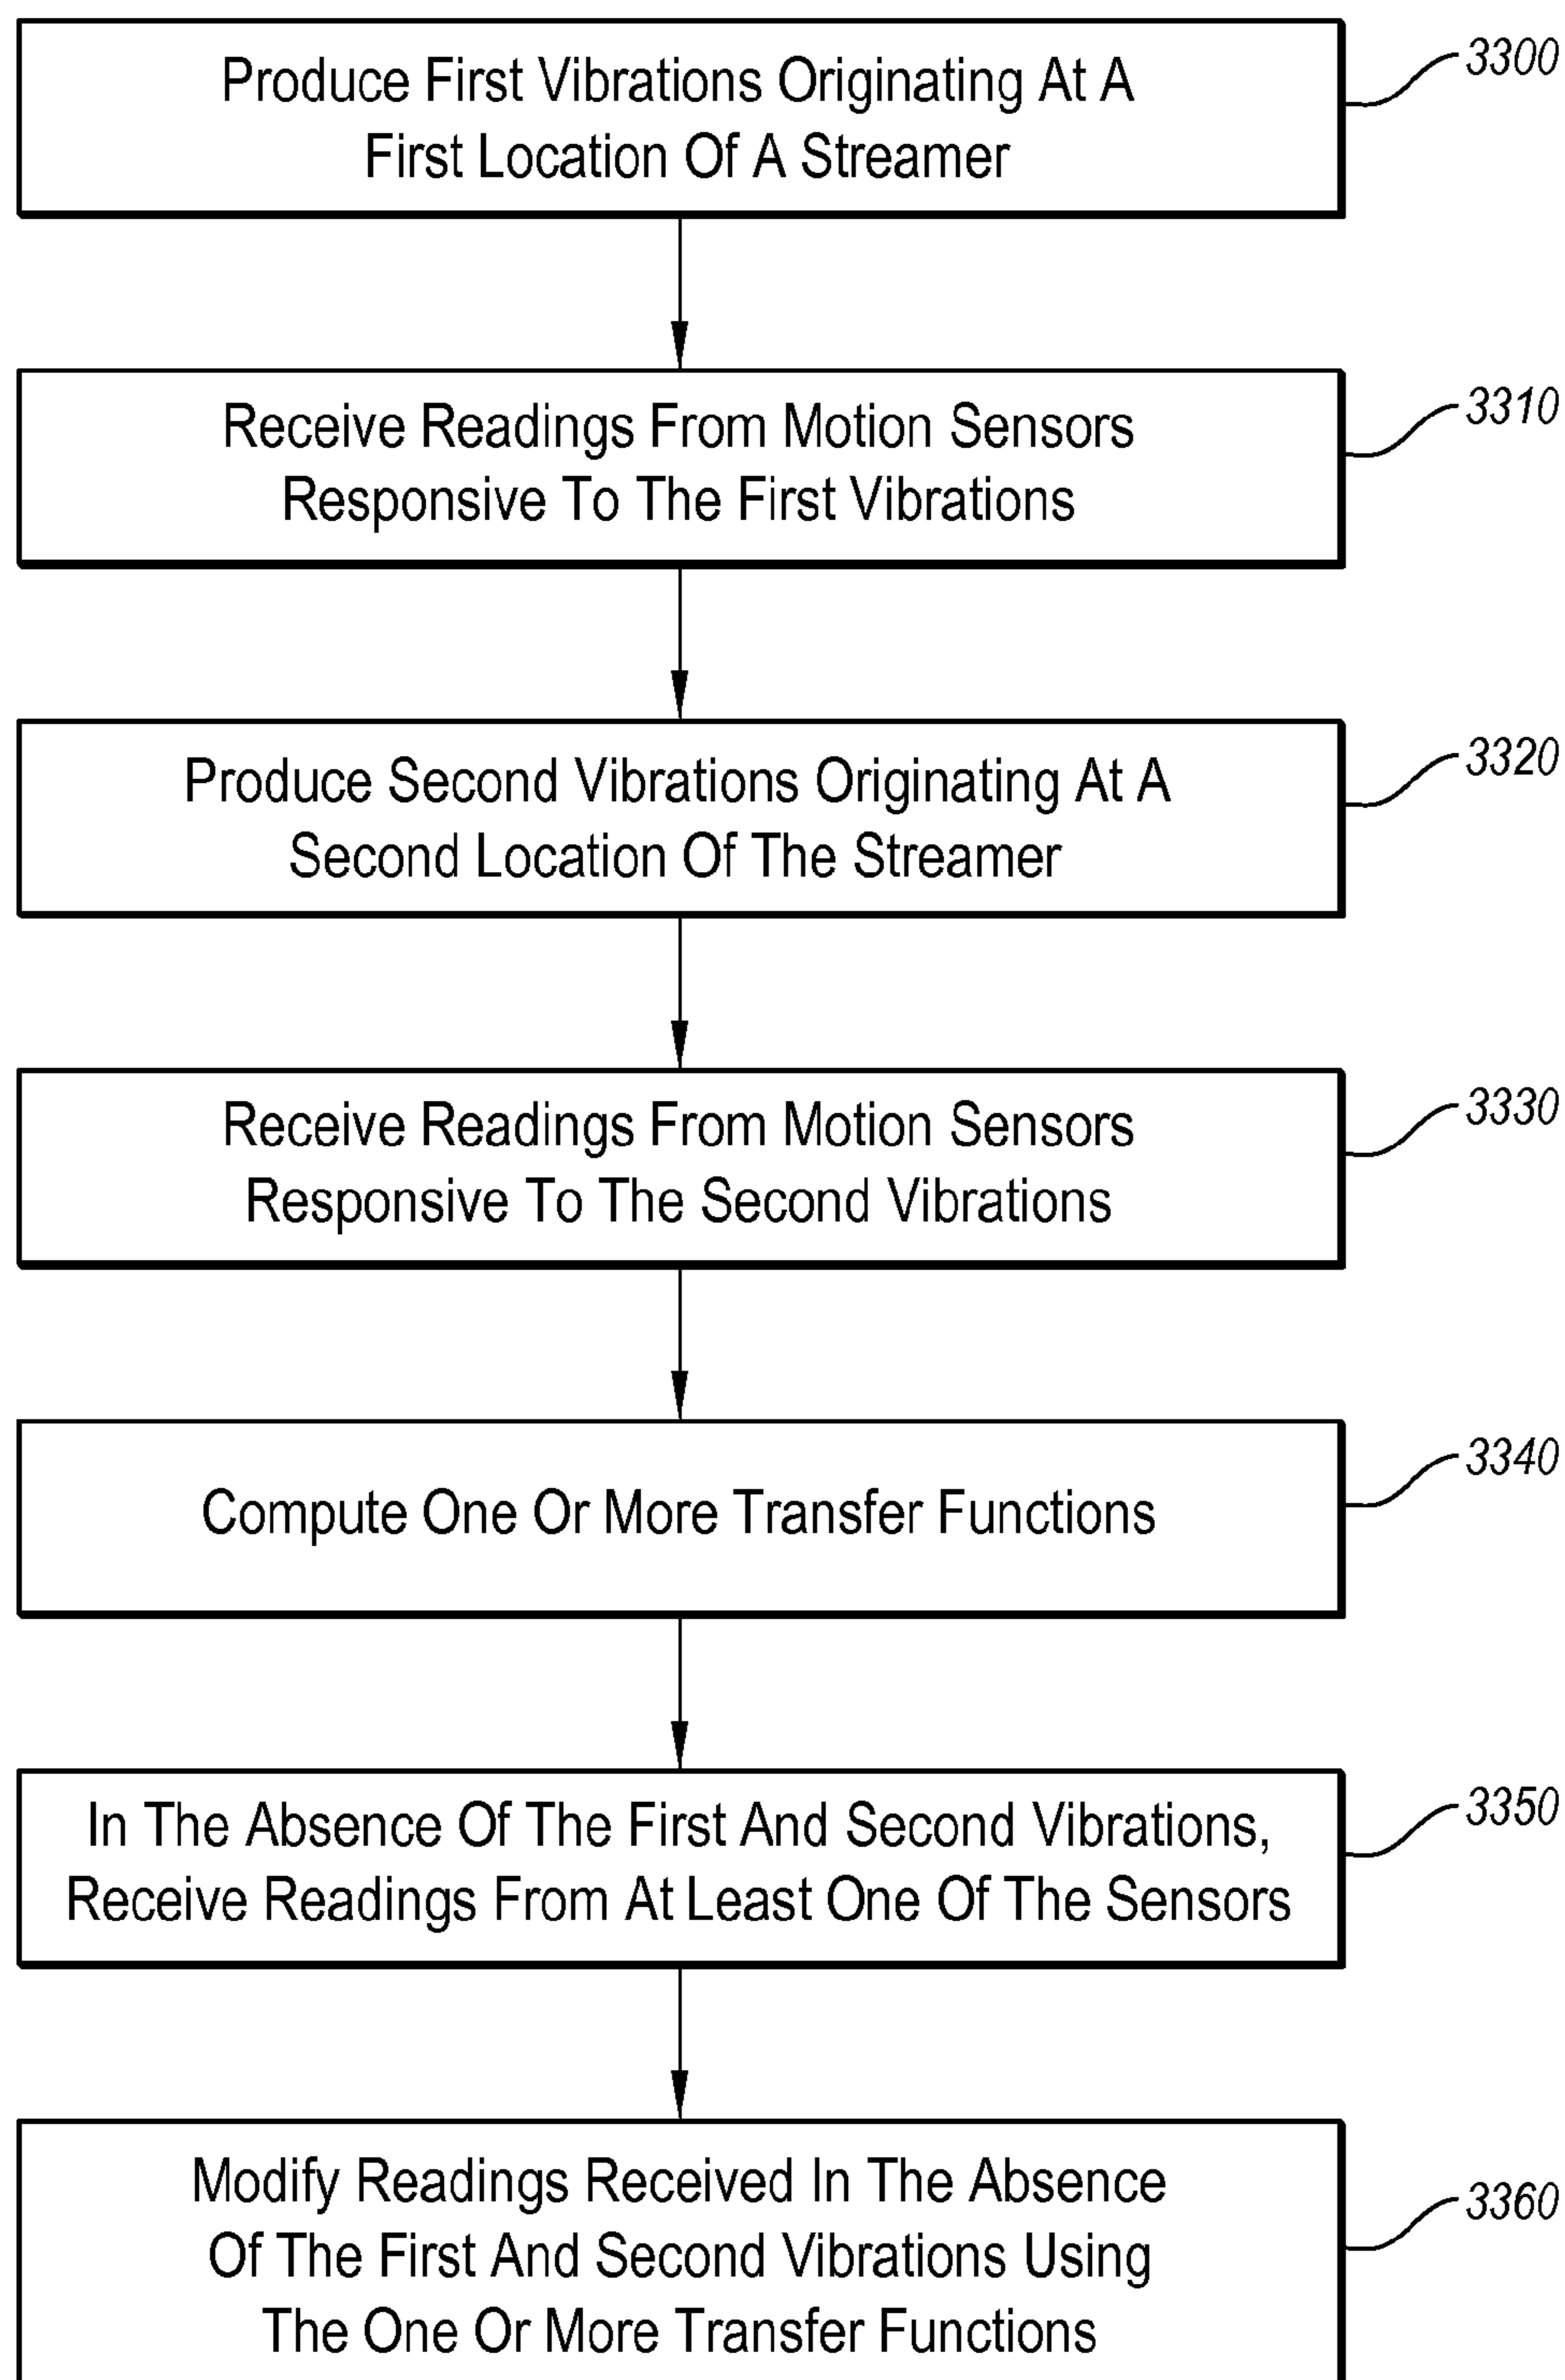 Produce First Vibrations Originating At A
First Location Of A Streamer
3300
Receive Readings From Motion Sensors
Responsive To The First Vibrations
3310
Produce Second Vibrations Originating At A
Second Location Of The Streamer
3320
Receive Readings From Motion Sensors
Responsive To The Second Vibrations
3330
Compute One Or More Transfer Functions
3340
In The Absence Of The First And Second Vibrations,
Receive Readings From At Least One Of The Sensors
3350
Modify Readings Received In The Absence
Of The First And Second Vibrations Using
The One Or More Transfer Functions
3360